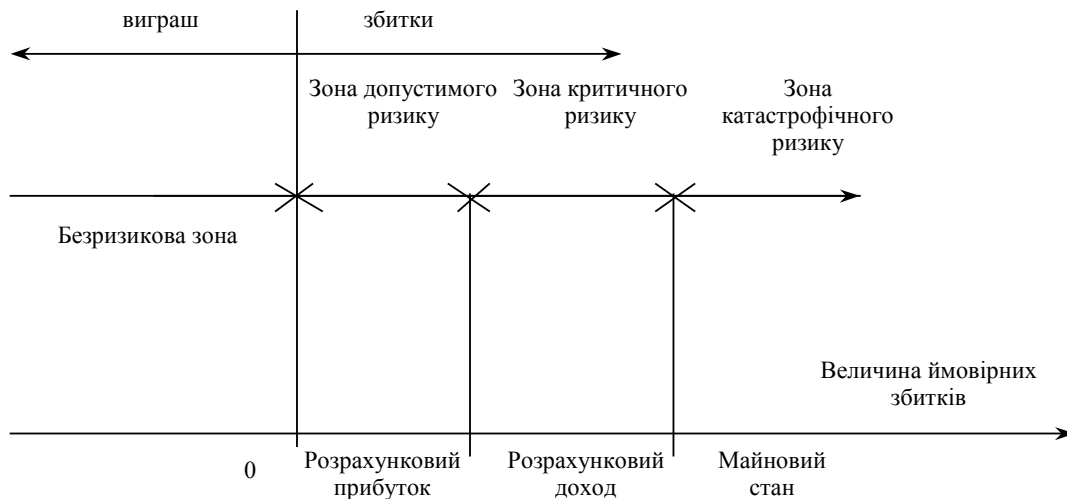 виграш
збитки
Зона допустимого
ризику
Зона критичного
ризику
Зона
катастрофічного
ризику
Безризикова зона
Величина ймовірних
збитків
0
Розрахунковий
прибуток
Розрахунковий
доход
Майновий
стан